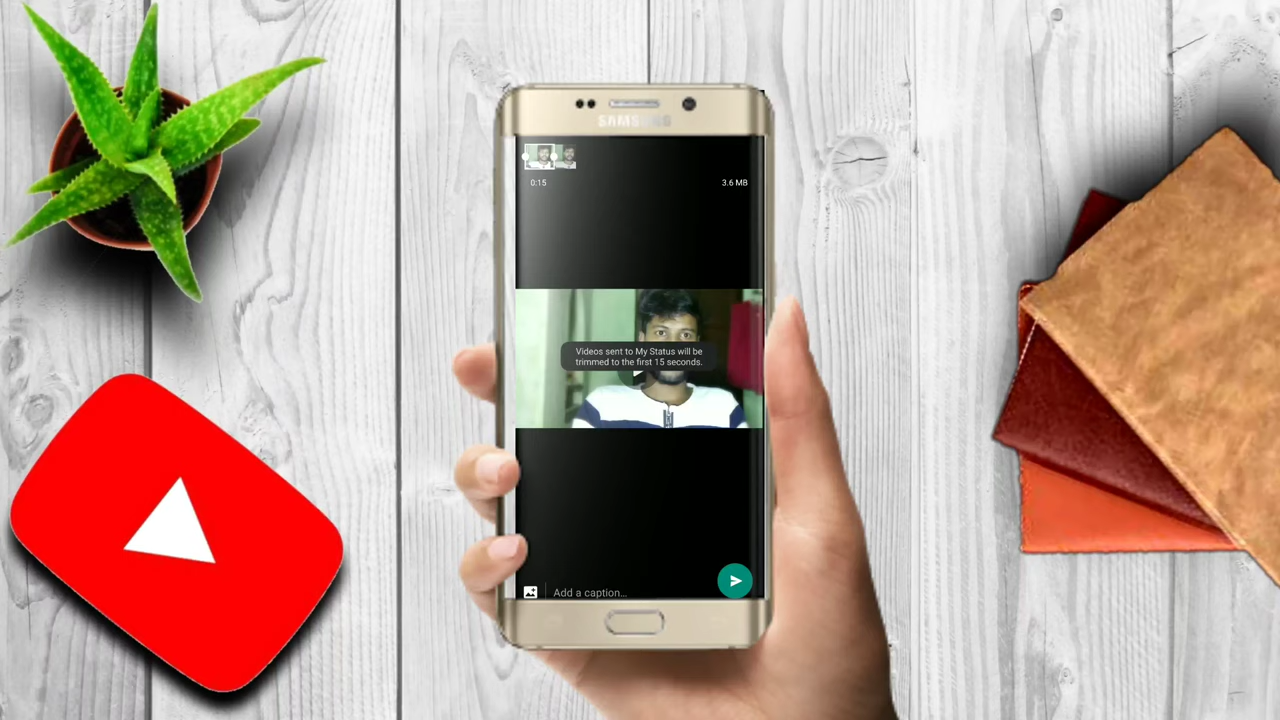 SAMSUNG
0:15
3.6 MB
Videos sent to My Status will be
trimmed to the first 15 seconds.
Add a caption...